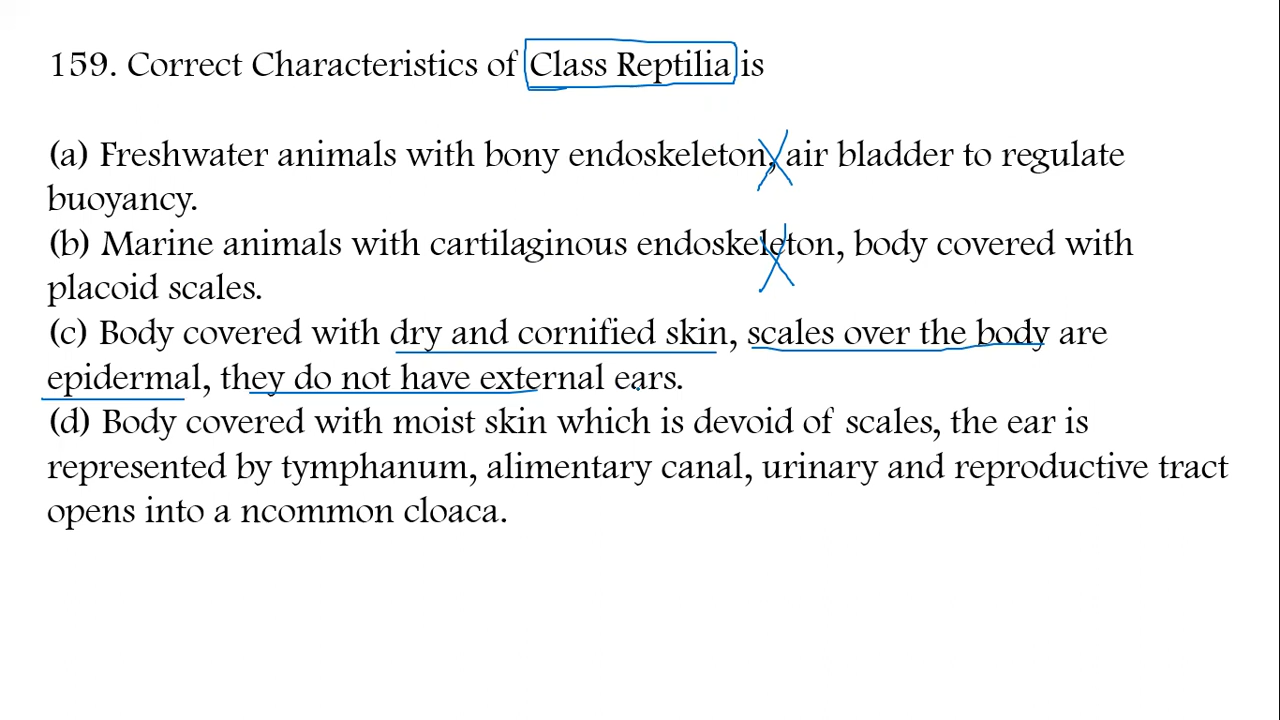 159. Correct Characteristics of Class Reptilia is
(a) Freshwater animals with bony endoskeleton, air bladder to regulate
buoyancy.
(b) Marine animals with cartilaginous endoskeleton, body covered with
placoid scales.
(c) Body covered with dry and cornified skin, scales over the body are
epidermal, they do not have external ears.
(d) Body covered with moist skin which is devoid of scales, the ear is
represented by tymphanum, alimentary canal, urinary and reproductive tract
opens into a ncommon cloaca.